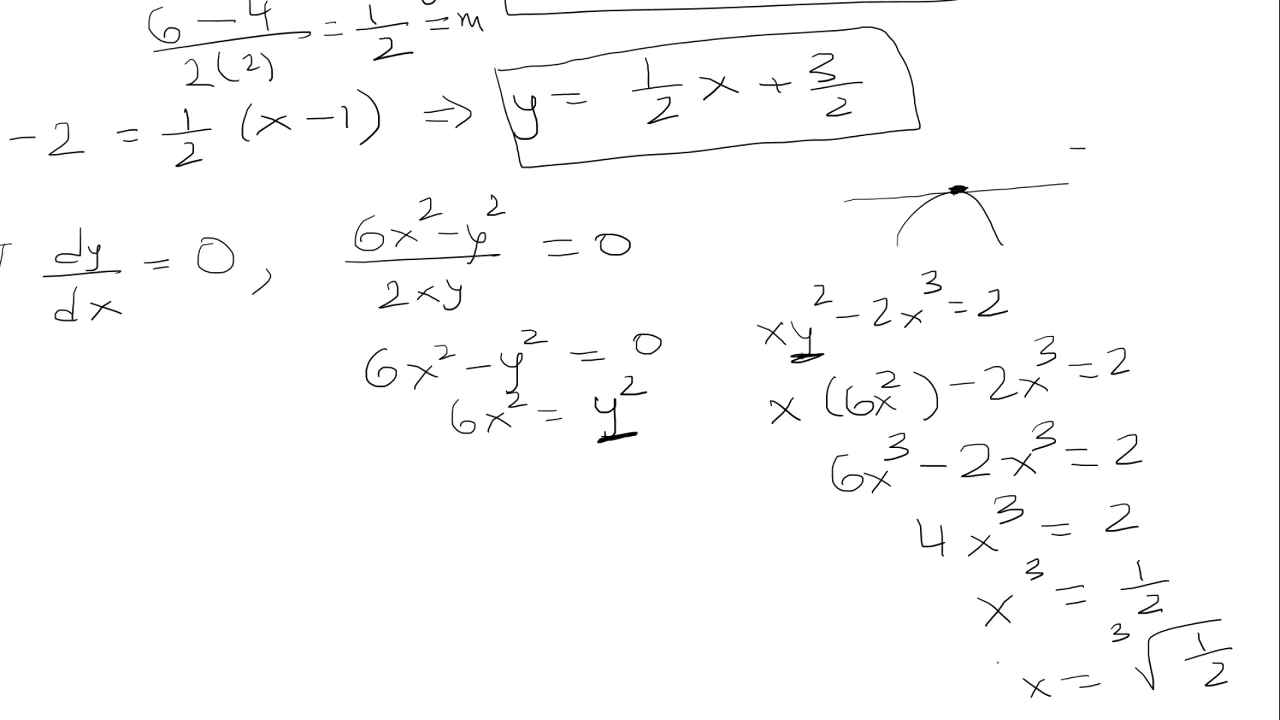 (6 - 4) / (2(2)) = 1/2 = m
- 2 = 1/2 (x - 1) ⇒ y = 1/2 x + 3/2
dy/dx = 0, (6x² - y²) / (2xy) = 0
6x² - y² = 0
6x² = y²
xy² - 2x³ = 2
x (6x²) - 2x³ = 2
6x³ - 2x³ = 2
4x³ = 2
x³ = 1/2
x = ³√(1/2)